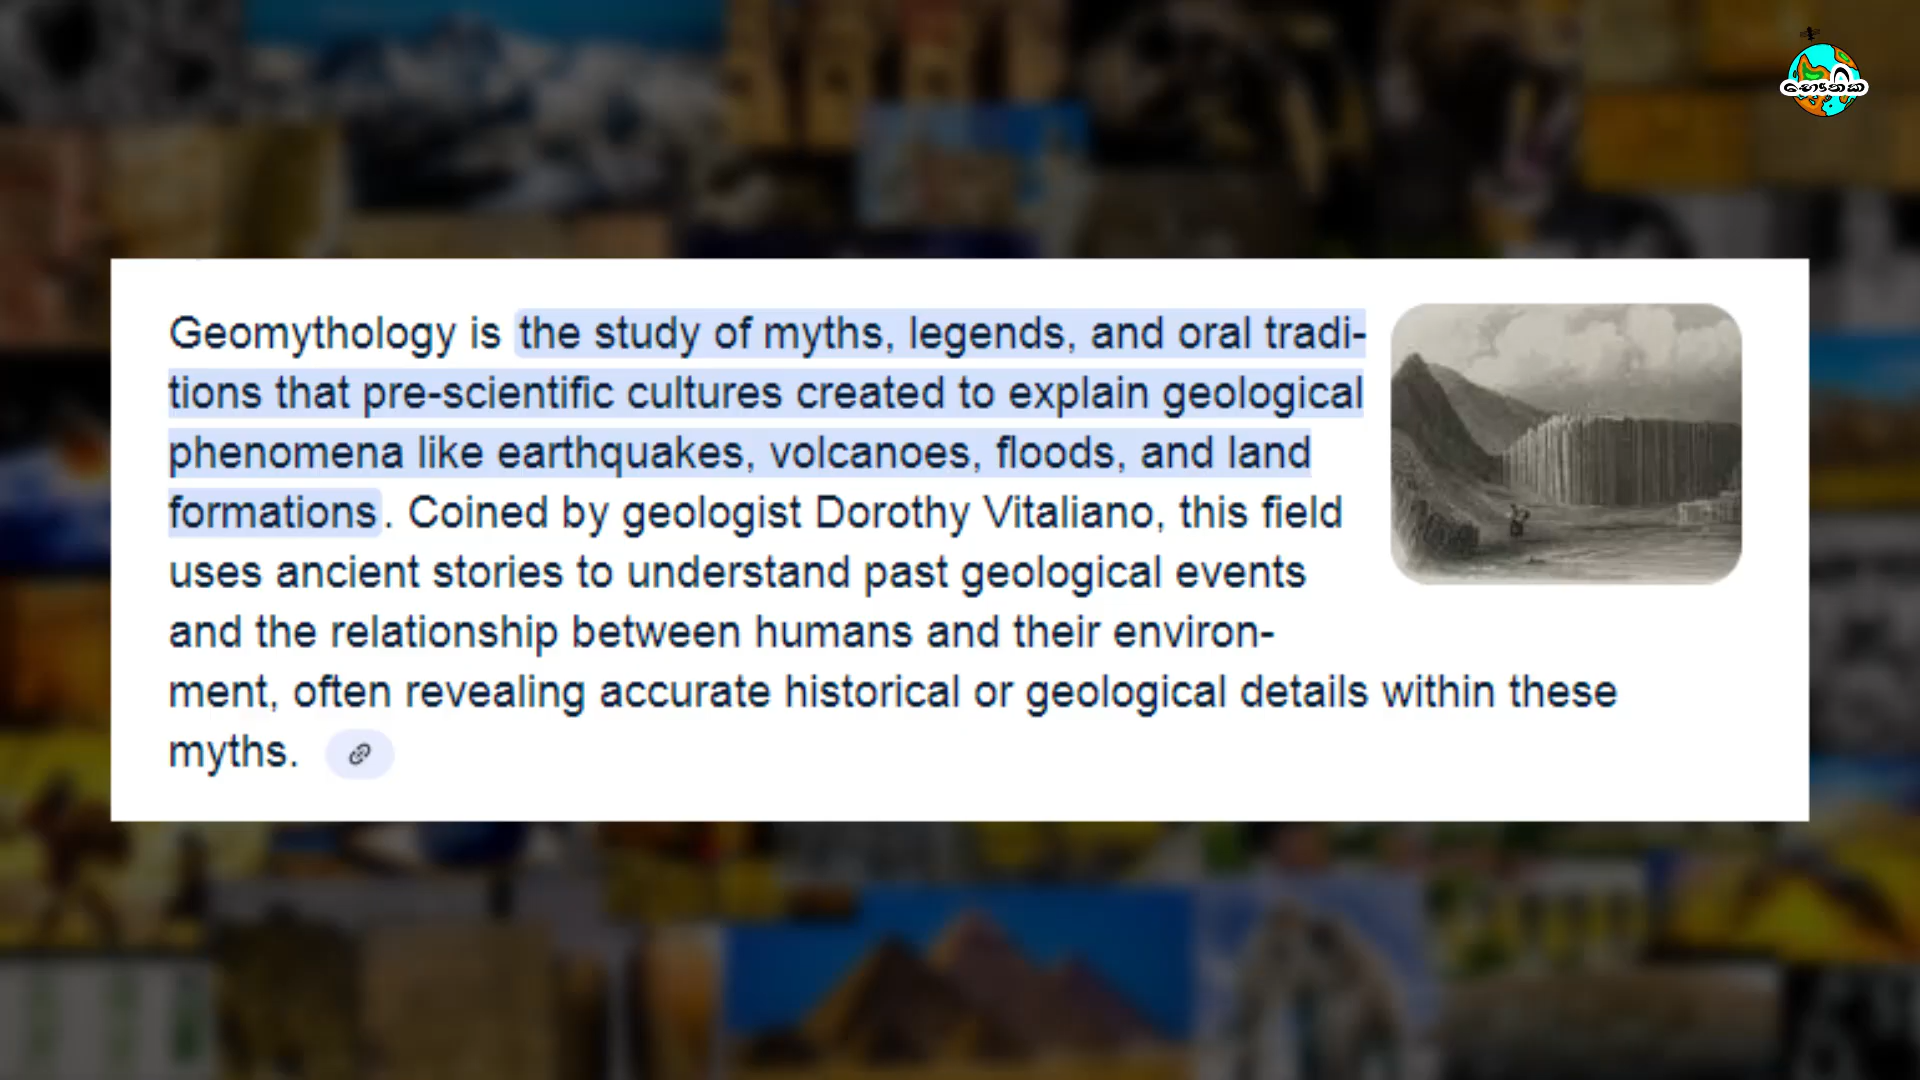 භෞතික
Geomythology is the study of myths, legends, and oral tradi-
tions that pre-scientific cultures created to explain geological
phenomena like earthquakes, volcanoes, floods, and land
formations. Coined by geologist Dorothy Vitaliano, this field
uses ancient stories to understand past geological events
and the relationship between humans and their environ-
ment, often revealing accurate historical or geological details within these
myths.